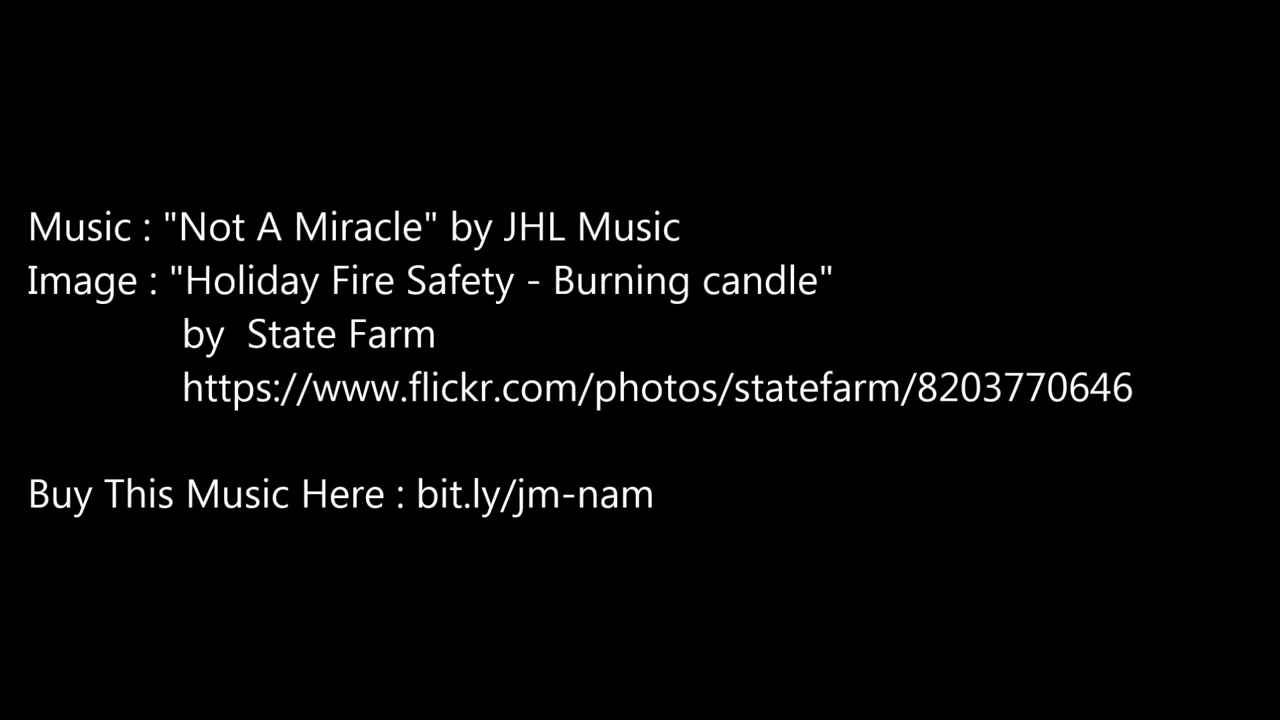 Music : "Not A Miracle" by JHL Music
Image : "Holiday Fire Safety - Burning candle"
by State Farm
https://www.flickr.com/photos/statefarm/8203770646
Buy This Music Here : bit.ly/jm-nam